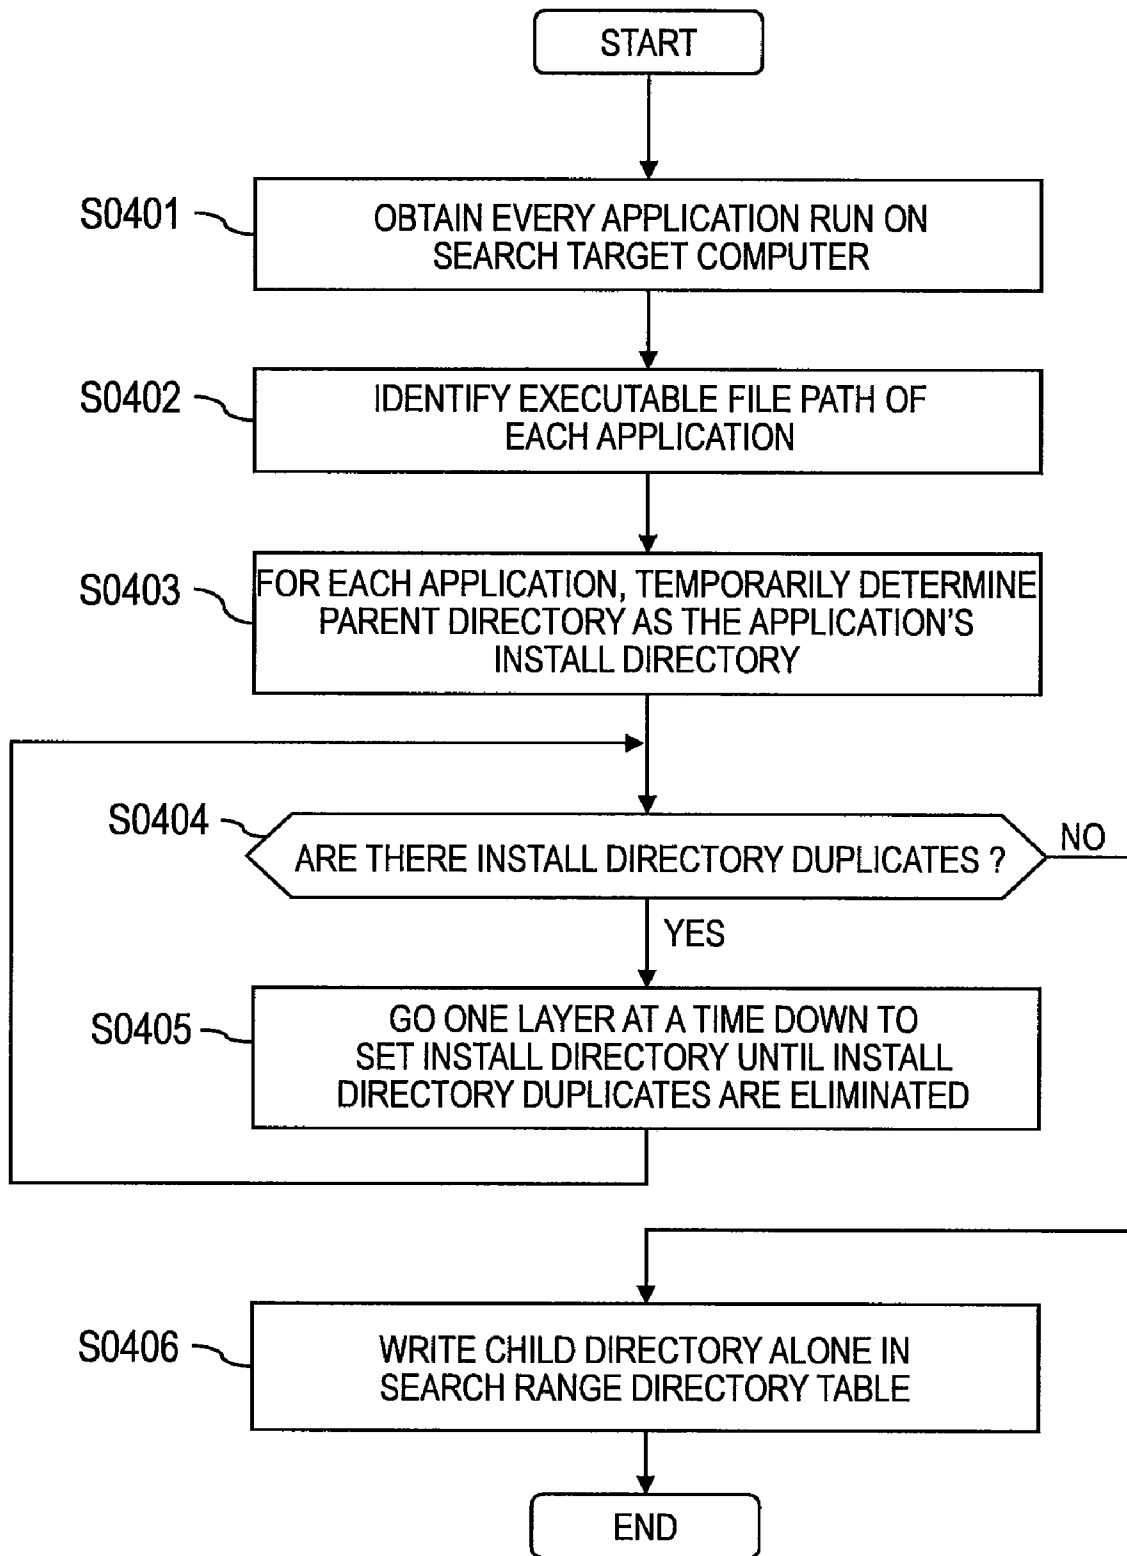 START
S0401
OBTAIN EVERY APPLICATION RUN ON
SEARCH TARGET COMPUTER
S0402
IDENTIFY EXECUTABLE FILE PATH OF
EACH APPLICATION
S0403
FOR EACH APPLICATION, TEMPORARILY DETERMINE
PARENT DIRECTORY AS THE APPLICATION'S
INSTALL DIRECTORY
S0404
ARE THERE INSTALL DIRECTORY DUPLICATES ?
NO
YES
S0405
GO ONE LAYER AT A TIME DOWN TO
SET INSTALL DIRECTORY UNTIL INSTALL
DIRECTORY DUPLICATES ARE ELIMINATED
S0406
WRITE CHILD DIRECTORY ALONE IN
SEARCH RANGE DIRECTORY TABLE
END